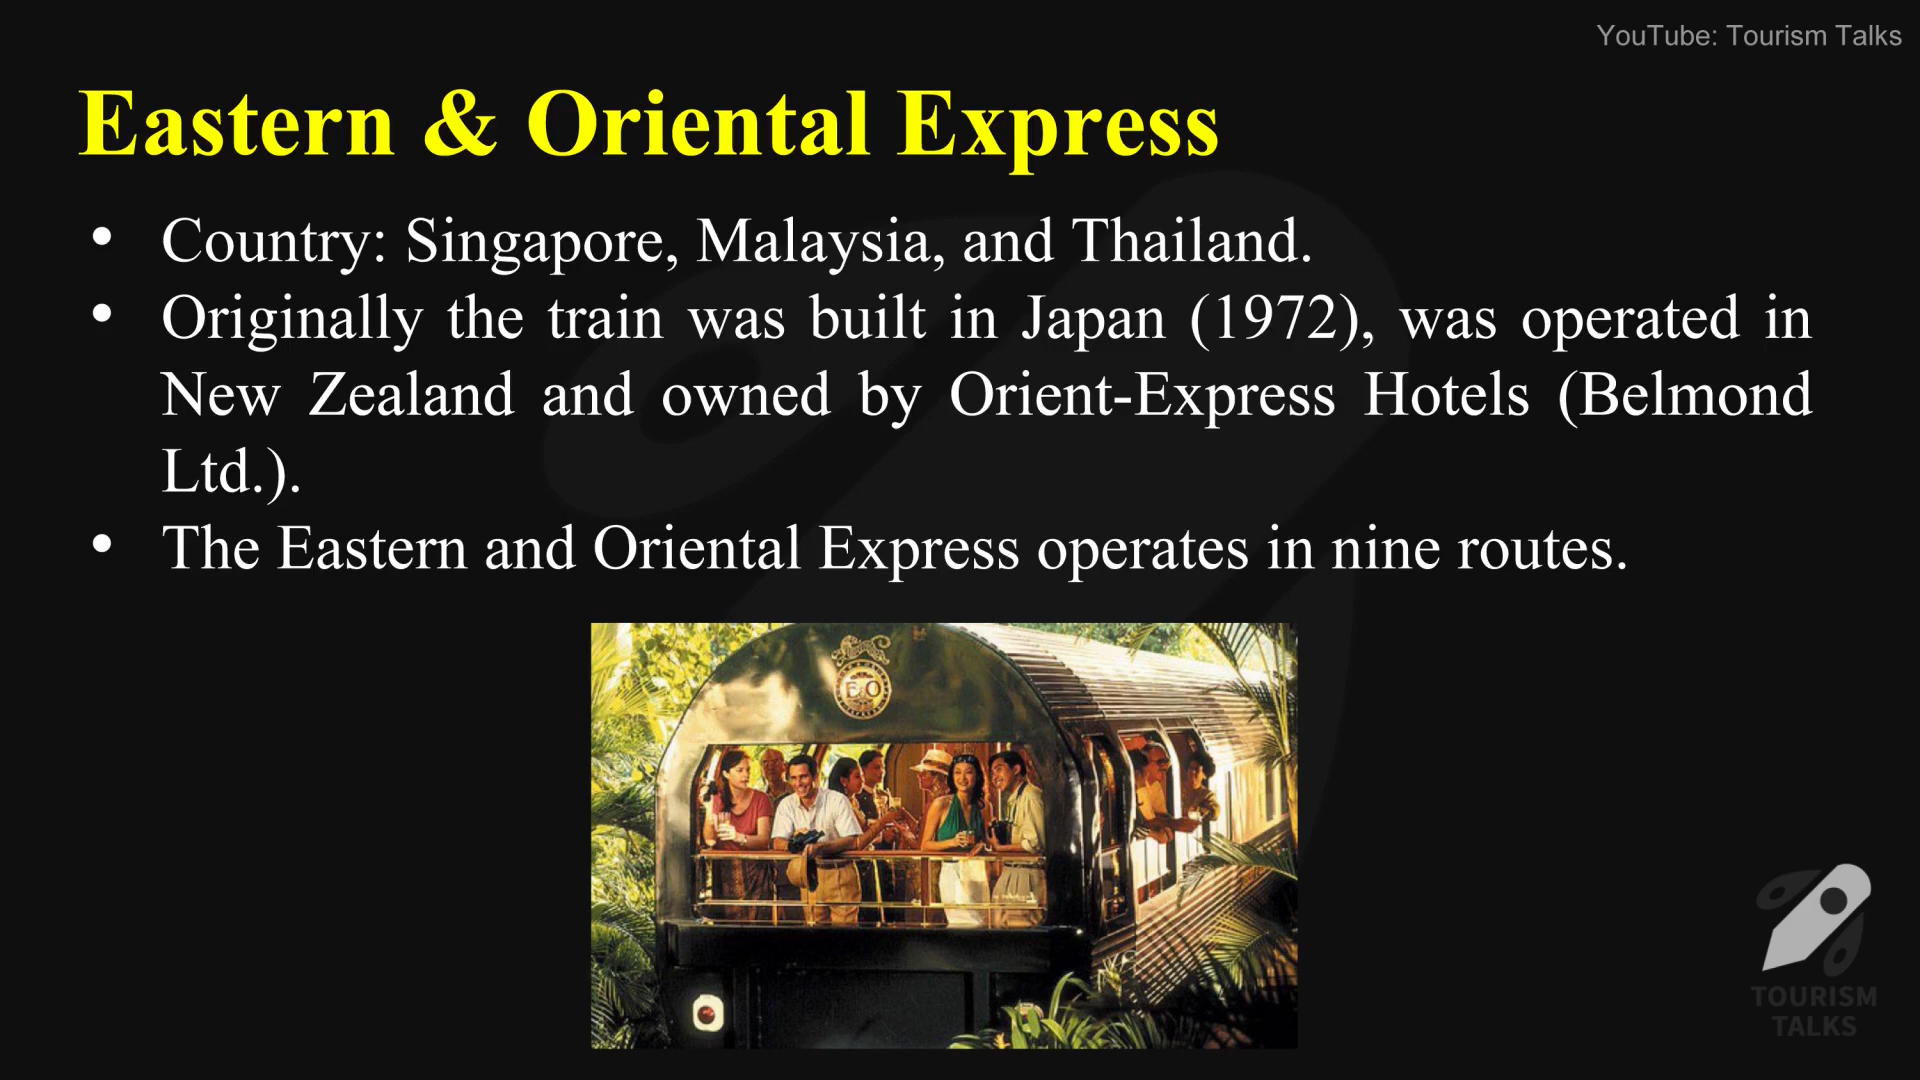 YouTube: Tourism Talks
Eastern & Oriental Express
• Country: Singapore, Malaysia, and Thailand.
• Originally the train was built in Japan (1972), was operated in
New Zealand and owned by Orient-Express Hotels (Belmond
Ltd.).
• The Eastern and Oriental Express operates in nine routes.
E&O
TOURISM
TALKS